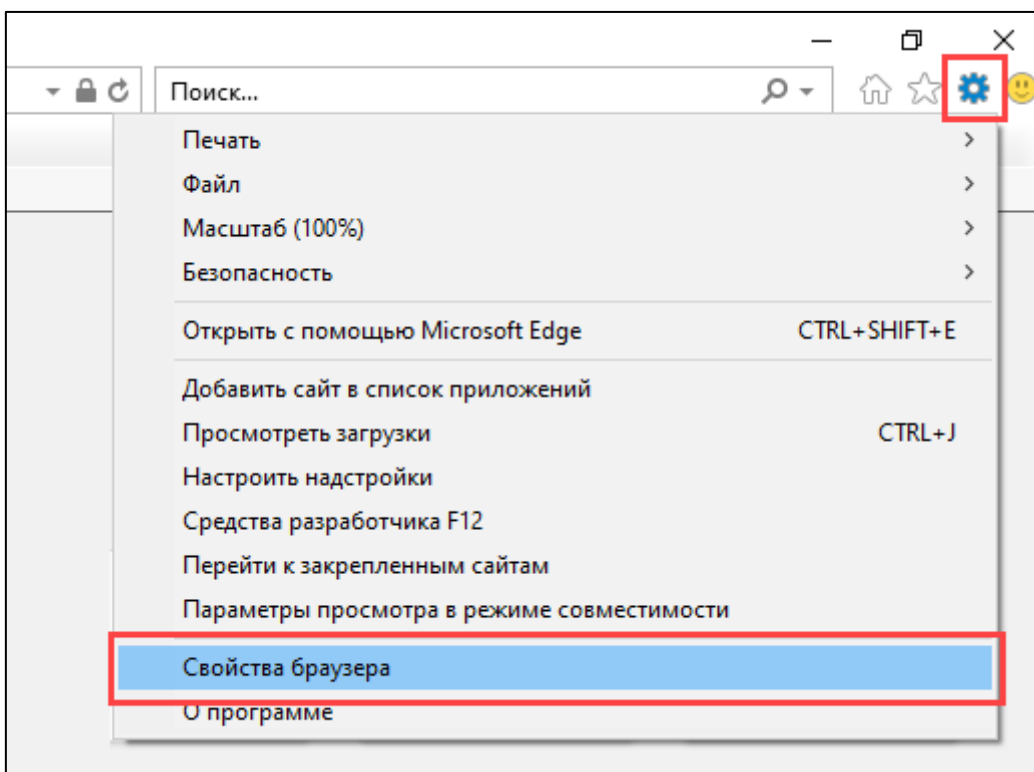 Поиск...
Печать
Файл
Масштаб (100%)
Безопасность
Открыть с помощью Microsoft Edge CTRL+SHIFT+E
Добавить сайт в список приложений
Просмотреть загрузки CTRL+J
Настроить надстройки
Средства разработчика F12
Перейти к закрепленным сайтам
Параметры просмотра в режиме совместимости
Свойства браузера
О программе